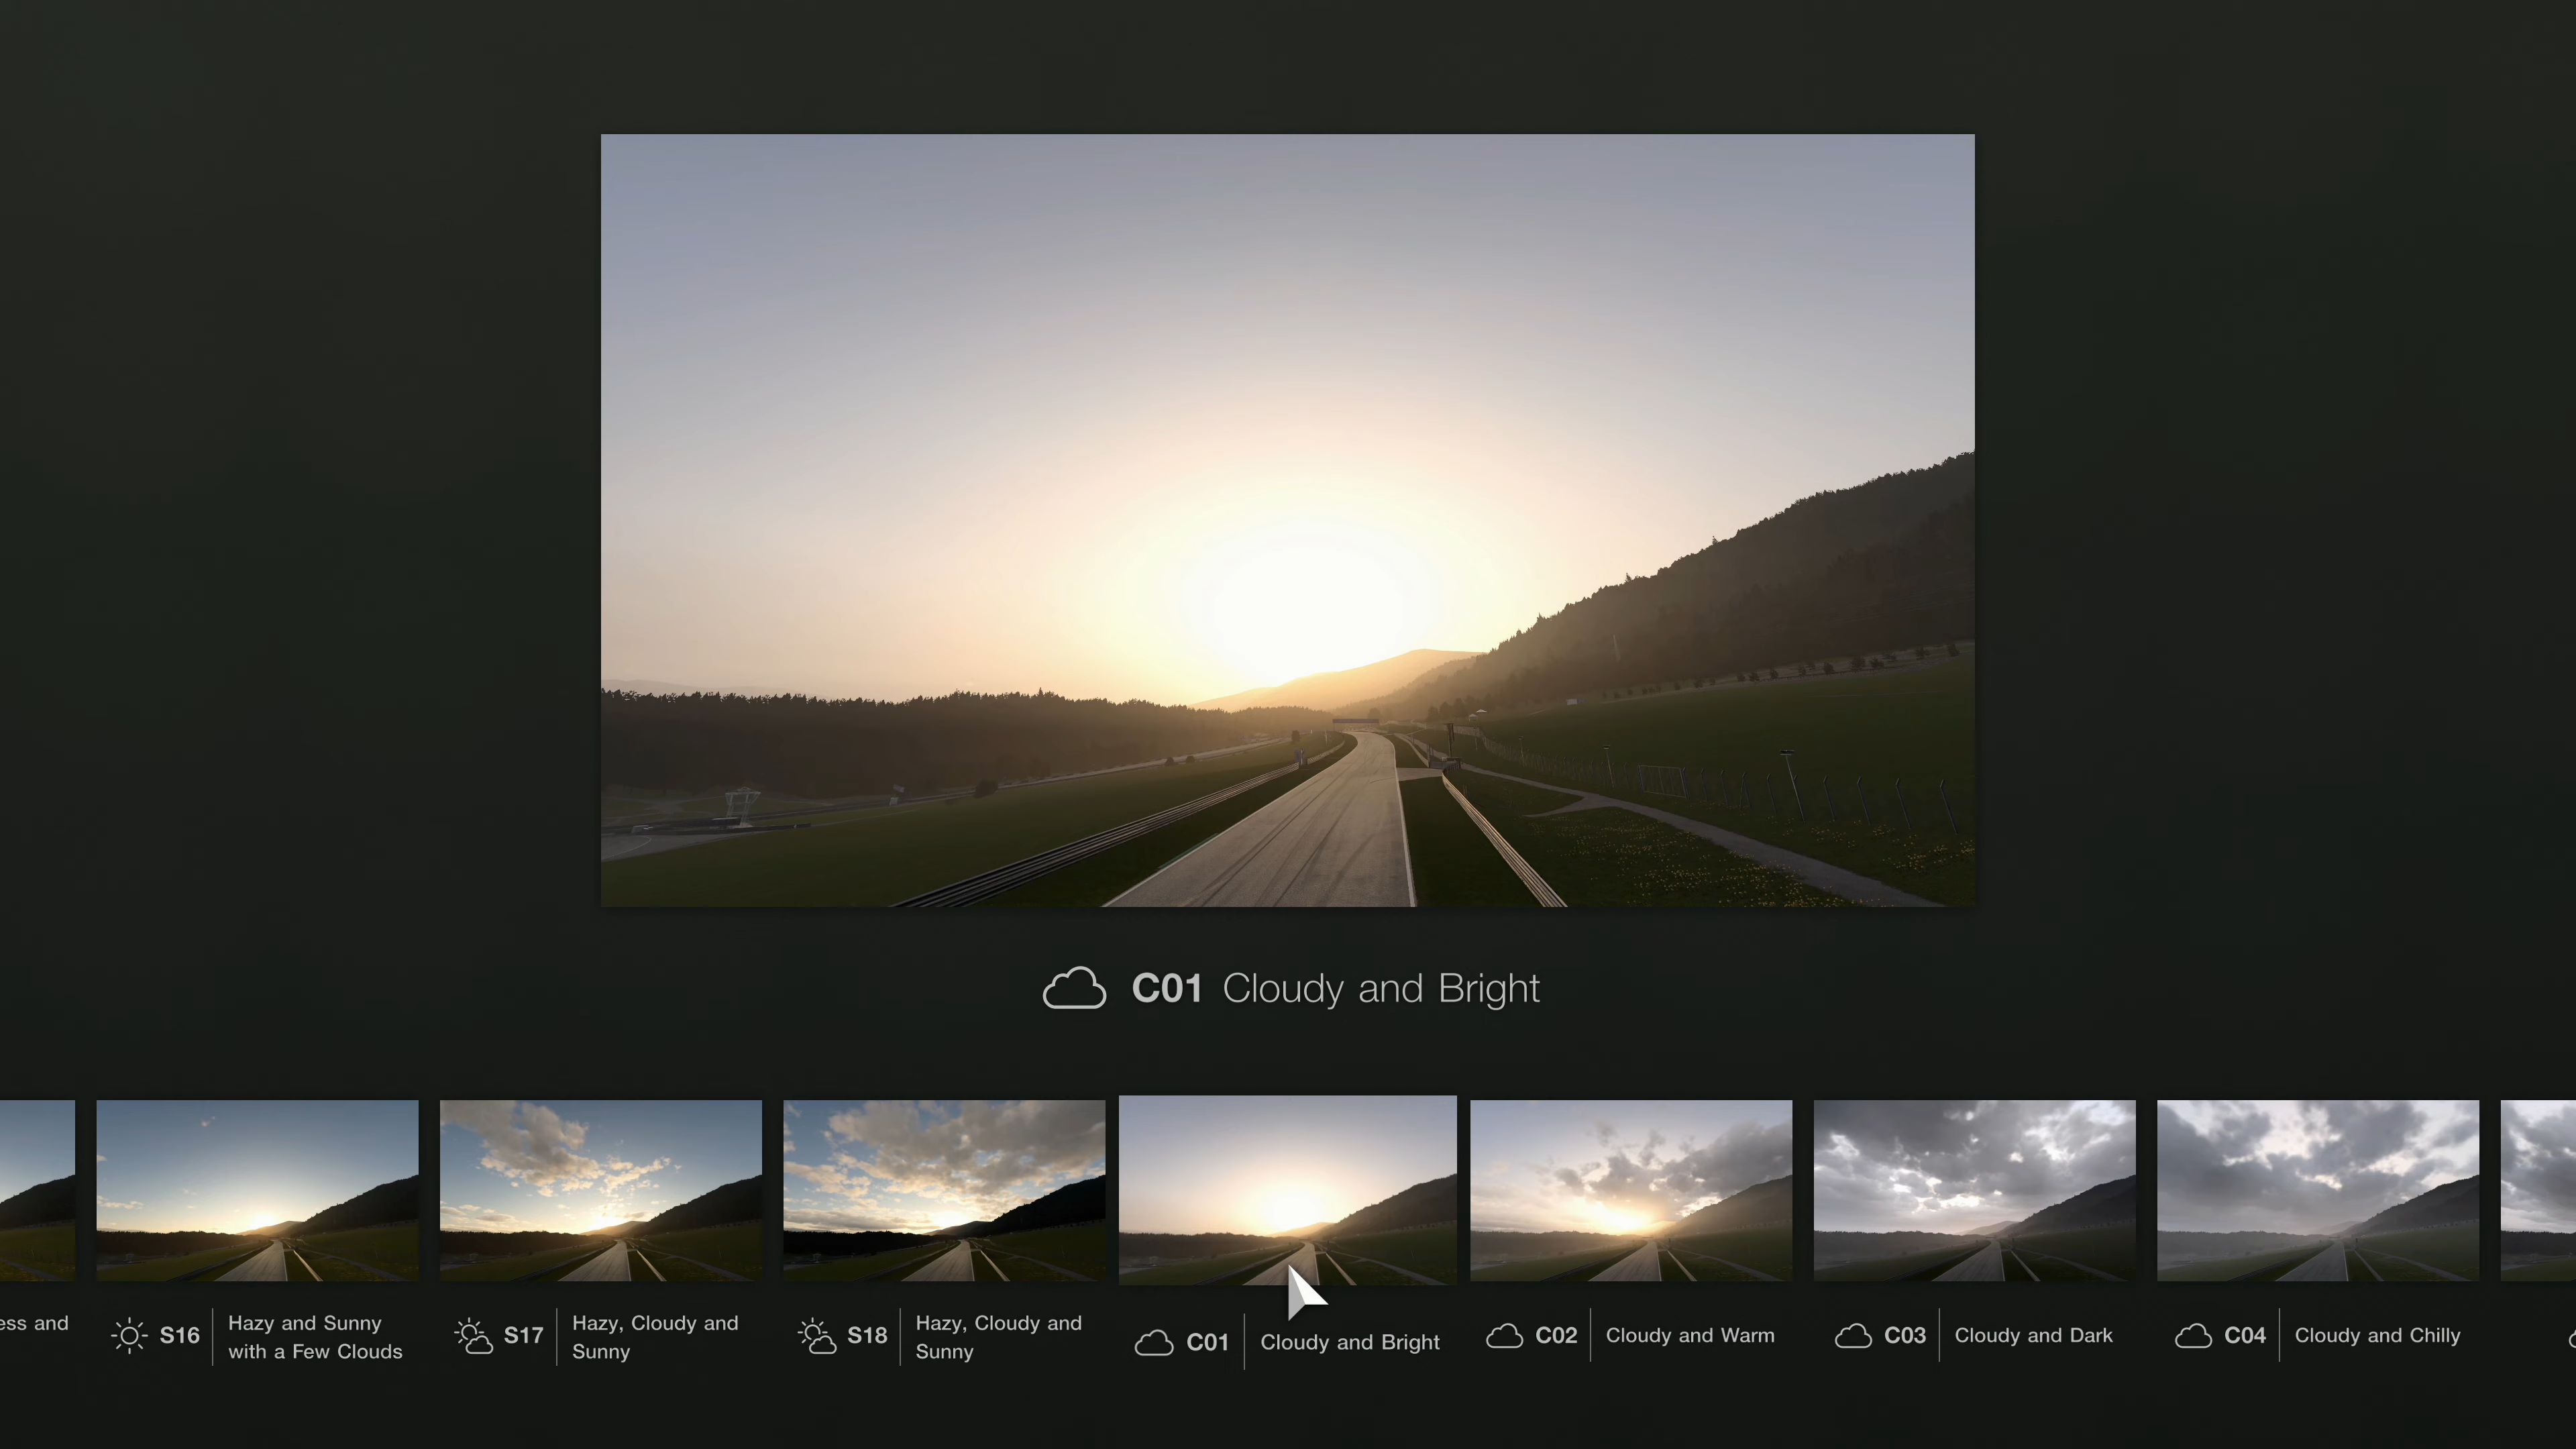 C01 Cloudy and Bright
ess and
S16
Hazy and Sunny
with a Few Clouds
S17
Hazy, Cloudy and
Sunny
S18
Hazy, Cloudy and
Sunny
C01
Cloudy and Bright
C02
Cloudy and Warm
C03
Cloudy and Dark
C04
Cloudy and Chilly